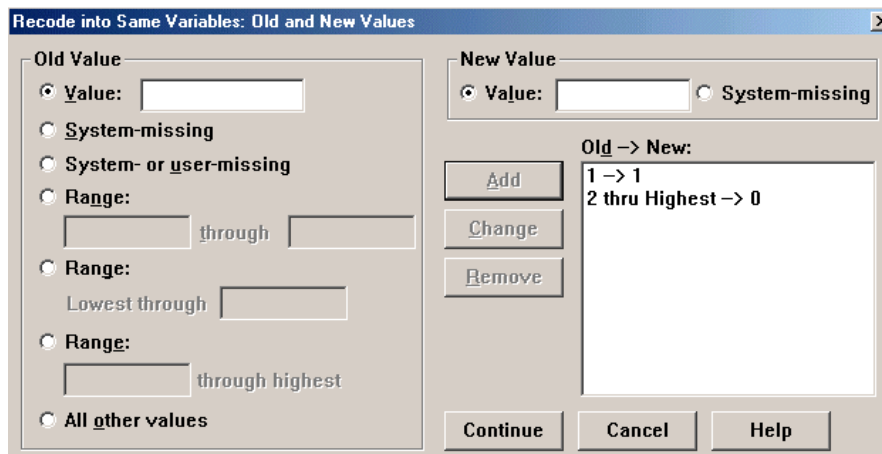 Recode into Same Variables: Old and New Values
Old Value
Value:
System-missing
System- or user-missing
Range:
through
Range:
Lowest through
Range:
through highest
All other values
New Value
Value:
System-missing
Old –> New:
1 –> 1
2 thru Highest –> 0
Add
Change
Remove
Continue
Cancel
Help